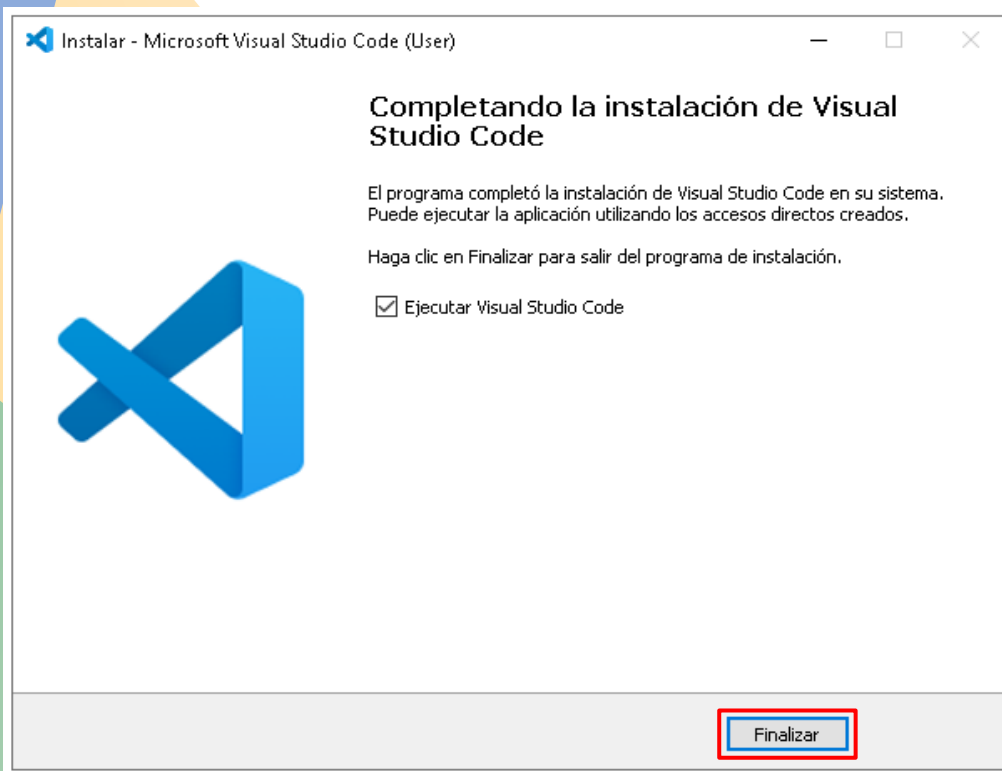 Instalar - Microsoft Visual Studio Code (User)
Completando la instalación de Visual
Studio Code
El programa completó la instalación de Visual Studio Code en su sistema.
Puede ejecutar la aplicación utilizando los accesos directos creados.
Haga clic en Finalizar para salir del programa de instalación.
Ejecutar Visual Studio Code
Finalizar